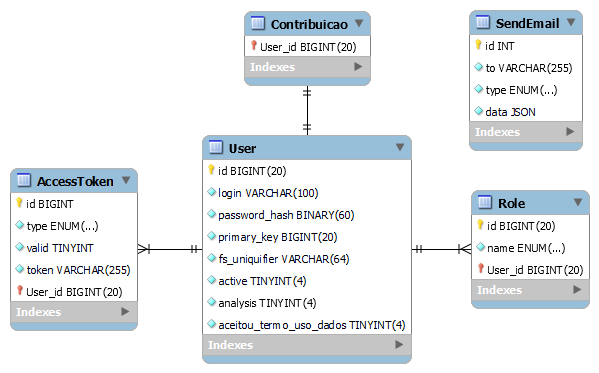 Contribuicao
User_id BIGINT(20)
Indexes
SendEmail
id INT
to VARCHAR(255)
type ENUM(...)
data JSON
Indexes
User
id BIGINT(20)
login VARCHAR(100)
password_hash BINARY(60)
primary_key BIGINT(20)
fs_uniquifier VARCHAR(64)
active TINYINT(4)
analysis TINYINT(4)
aceitou_termo_uso_dados TINYINT(4)
Indexes
AccessToken
id BIGINT
type ENUM(...)
valid TINYINT
token VARCHAR(255)
User_id BIGINT(20)
Indexes
Role
id BIGINT(20)
name ENUM(...)
User_id BIGINT(20)
Indexes